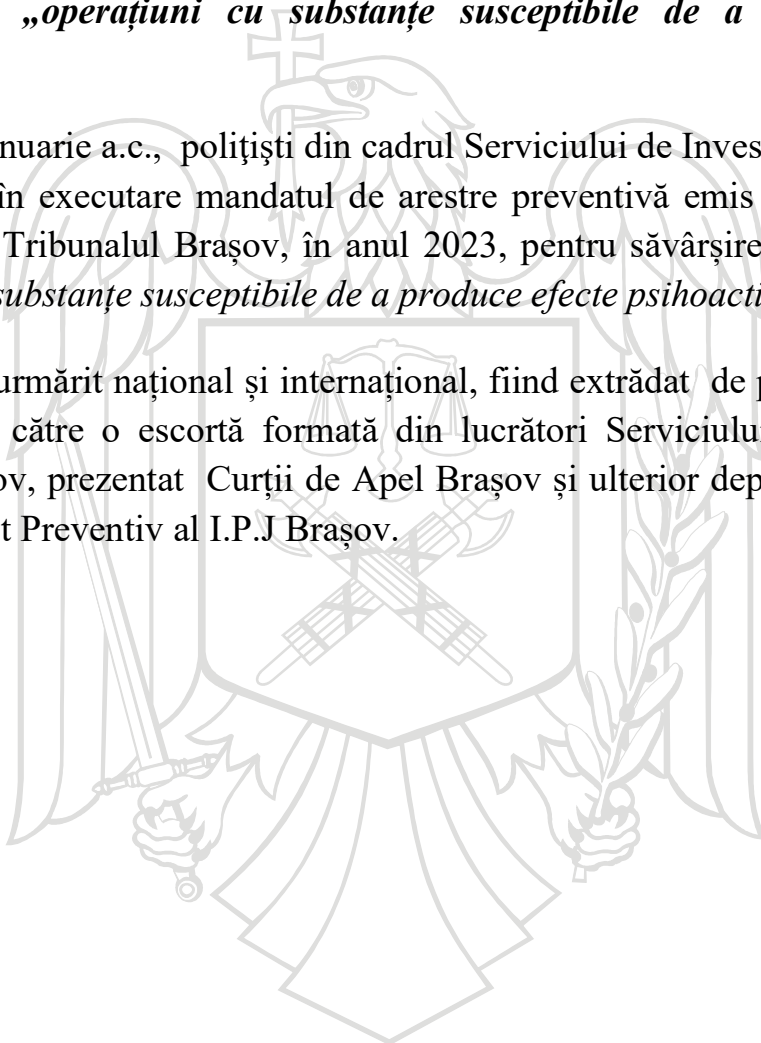 „operațiuni cu substanțe susceptibile de a
nuarie a.c., poliţişti din cadrul Serviciului de Inves
în executare mandatul de arestre preventivă emis
Tribunalul Brașov, în anul 2023, pentru săvârșire
substanțe susceptibile de a produce efecte psihoacti
urmărit național și internațional, fiind extrădat de p
către o escortă formată din lucrători Serviciului
ov, prezentat Curții de Apel Brașov și ulterior dep
t Preventiv al I.P.J Brașov.